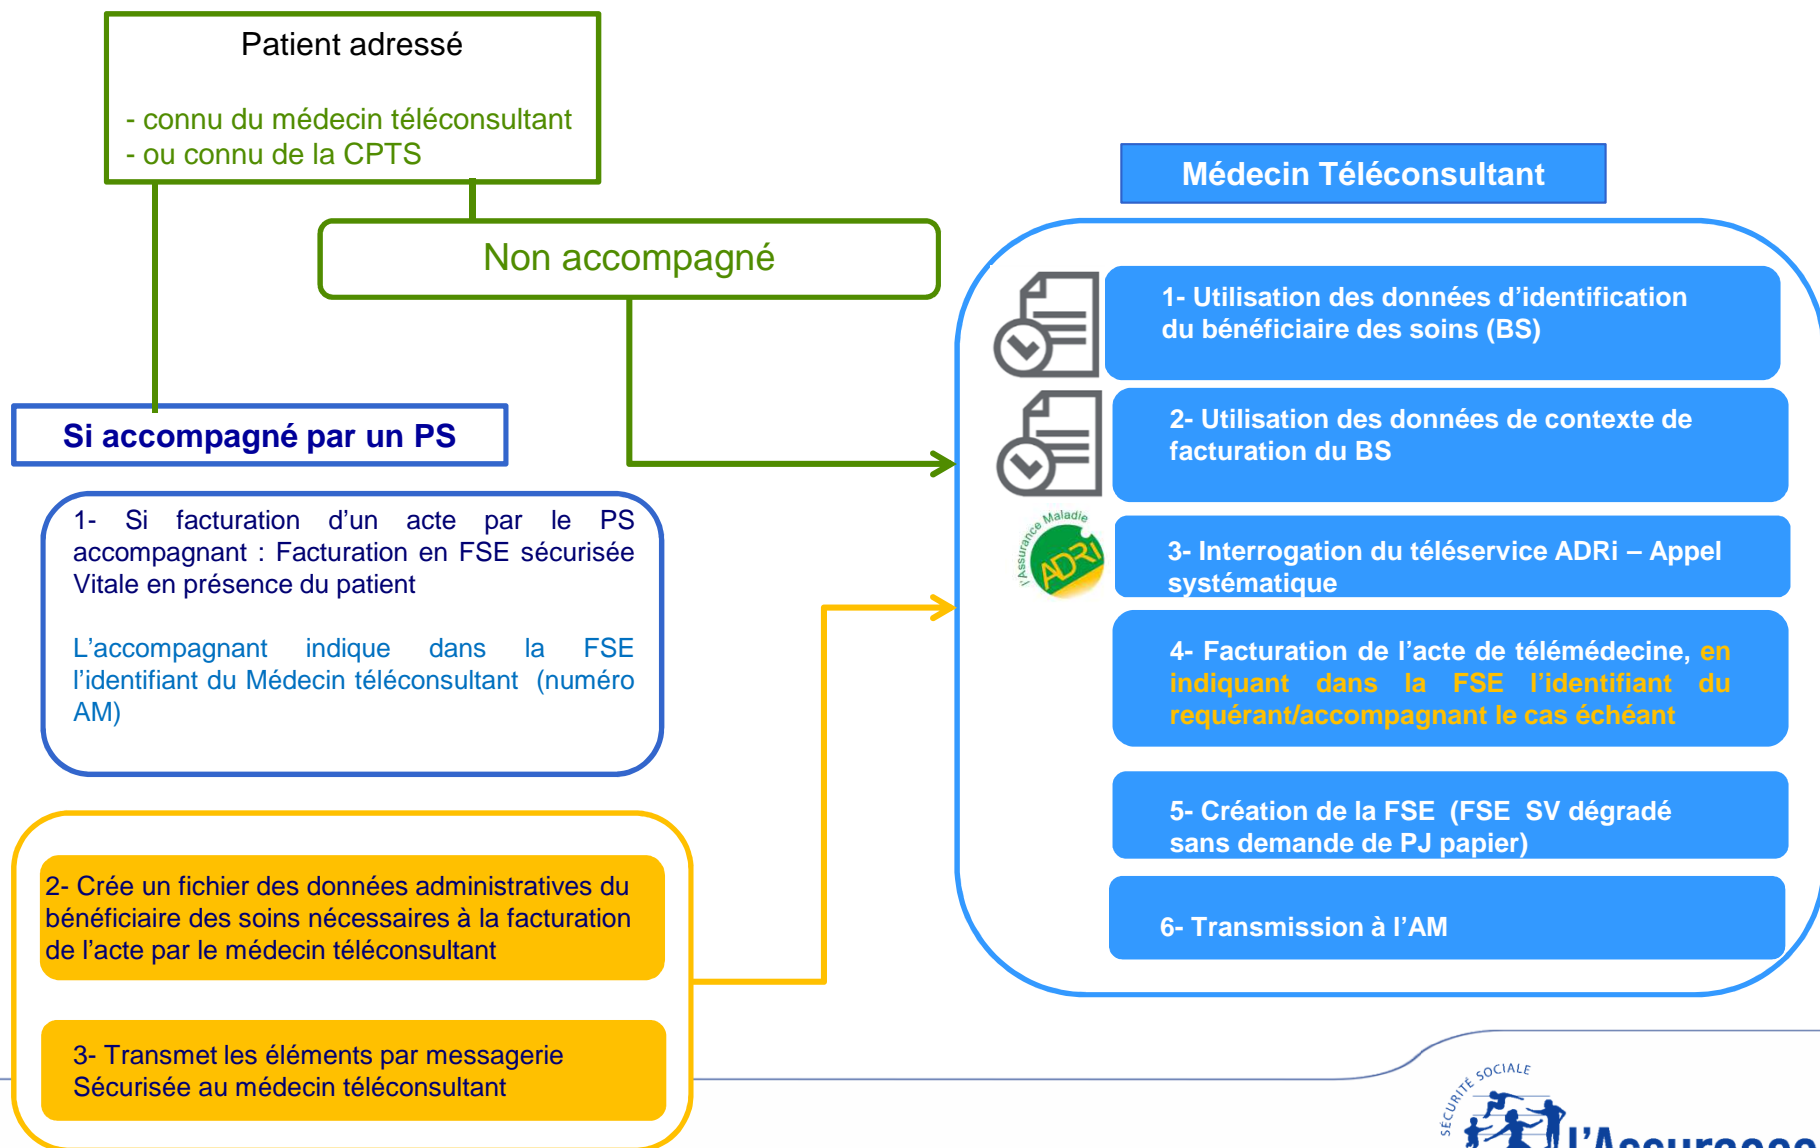 Patient adressé
- connu du médecin téléconsultant
- ou connu de la CPTS
Non accompagné
Si accompagné par un PS
1- Si facturation d’un acte par le PS
accompagnant : Facturation en FSE sécurisée
Vitale en présence du patient
L’accompagnant indique dans la FSE
l’identifiant du Médecin téléconsultant (numéro
AM)
2- Crée un fichier des données administratives du
bénéficiaire des soins nécessaires à la facturation
de l’acte par le médecin téléconsultant
3- Transmet les éléments par messagerie
Sécurisée au médecin téléconsultant
Médecin Téléconsultant
1- Utilisation des données d’identification
du bénéficiaire des soins (BS)
2- Utilisation des données de contexte de
facturation du BS
l'Assurance Maladie
ADRi
3- Interrogation du téléservice ADRi – Appel
systématique
4- Facturation de l’acte de télémédecine, en
indiquant dans la FSE l’identifiant du
requérant/accompagnant le cas échéant
5- Création de la FSE (FSE SV dégradé
sans demande de PJ papier)
6- Transmission à l’AM
SÉCURITÉ SOCIALE
l’Assurance